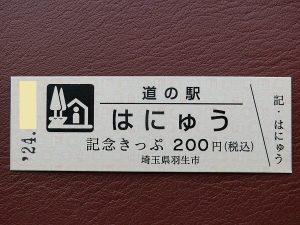 道の駅
はにゅう
記念きっぷ 200円(税込)
埼玉県羽生市
記・はにゅう
'24.